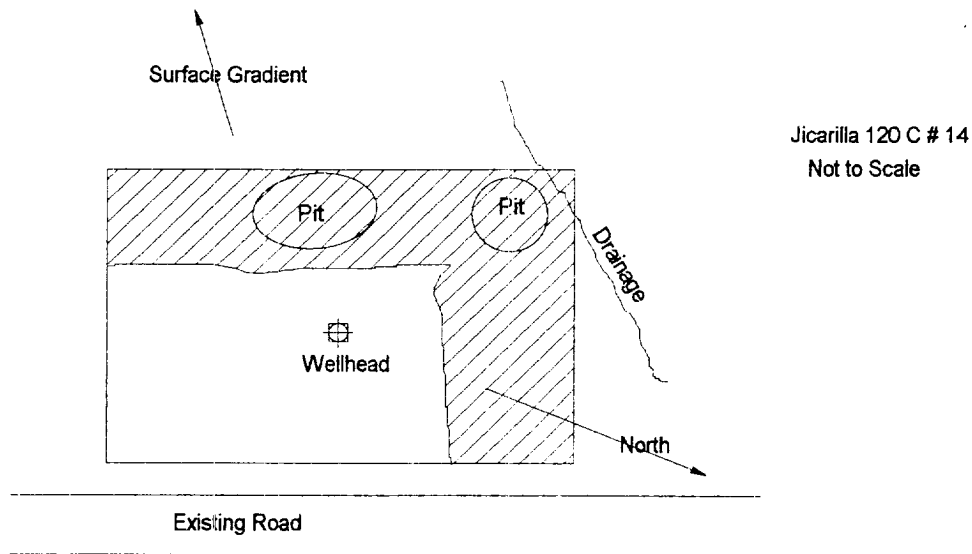 Surface Gradient
Jicarilla 120 C # 14
Not to Scale
Pit
Pit
Drainage
Wellhead
North
Existing Road